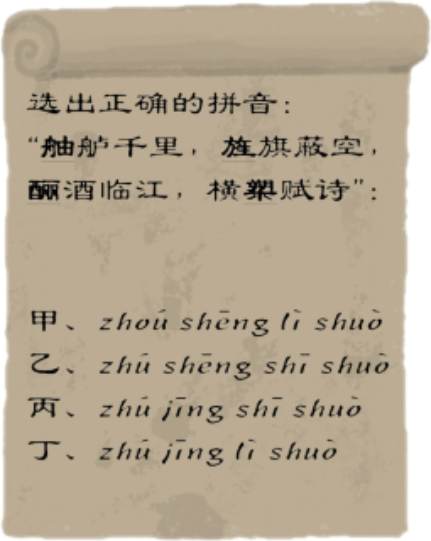 选出正确的拼音：
“舳舻千里，旌旗蔽空，
酾酒临江，横槊赋诗”：
甲、zhoú shēng lì shuò
乙、zhú shēng shī shuò
丙、zhú jīng shī shuò
丁、zhú jīng lì shuò